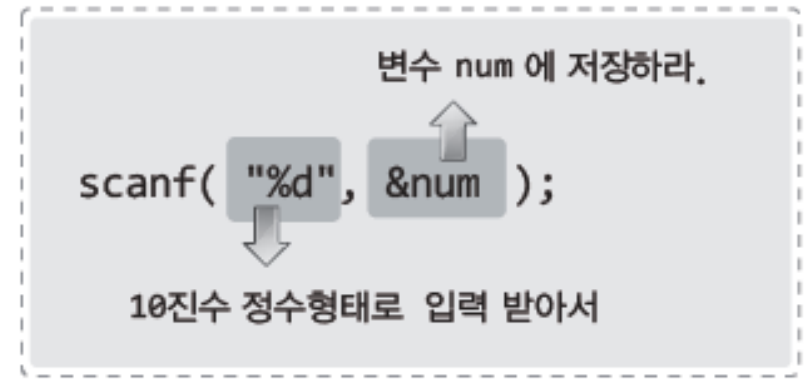 변수 num 에 저장하라.
scanf( "%d", &num );
10진수 정수형태로 입력 받아서